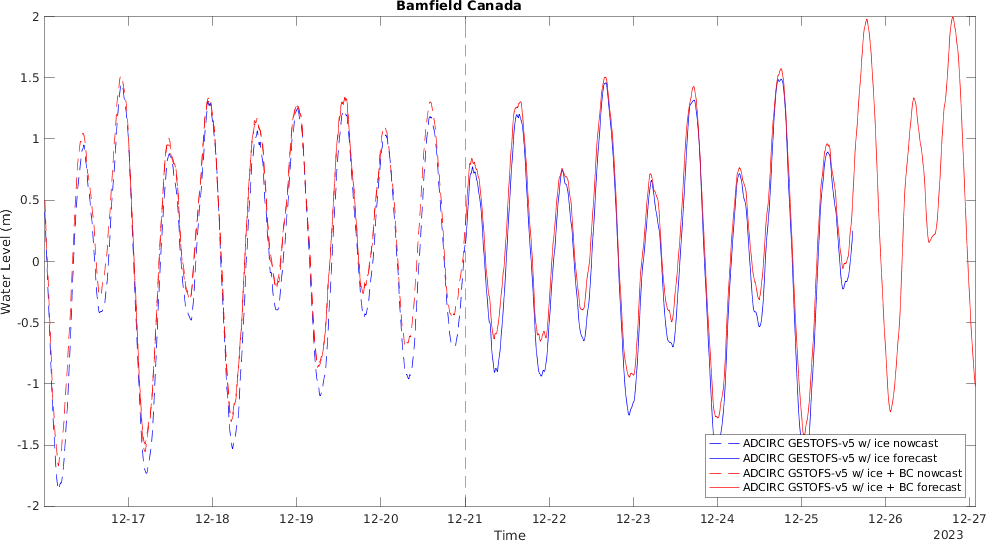 Bamfield Canada
2
1.5
1
0.5
0
-0.5
-1
-1.5
-2
Water Level (m)
ADCIRC GESTOFS-v5 w/ ice nowcast
ADCIRC GESTOFS-v5 w/ ice forecast
ADCIRC GSTOFS-v5 w/ ice + BC nowcast
ADCIRC GSTOFS-v5 w/ ice + BC forecast
12-17 12-18 12-19 12-20 12-21 12-22 12-23 12-24 12-25 12-26 12-27
Time
2023